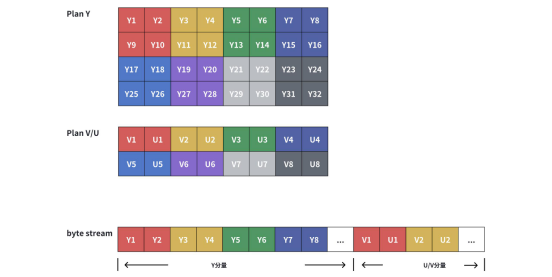 Plan Y
Y1 Y2 Y3 Y4 Y5 Y6 Y7 Y8
Y9 Y10 Y11 Y12 Y13 Y14 Y15 Y16
Y17 Y18 Y19 Y20 Y21 Y22 Y23 Y24
Y25 Y26 Y27 Y28 Y29 Y30 Y31 Y32
Plan V/U
V1 U1 V2 U2 V3 U3 V4 U4
V5 U5 V6 U6 V7 U7 V8 U8
byte stream
Y1 Y2 Y3 Y4 Y5 Y6 Y7 Y8 ... V1 U1 V2 U2 ...
Y分量 U/V分量